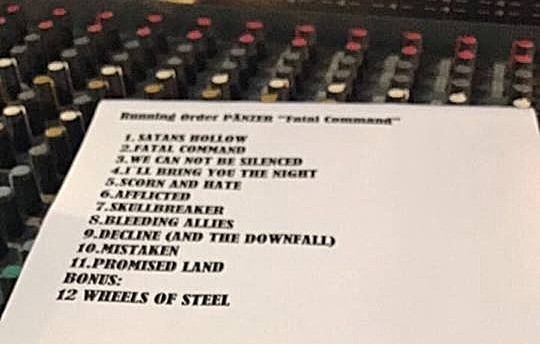 Running Order PÄNZER "Fatal Command"
1. SATANS HOLLOW
2.FATAL COMMAND
3.WE CAN NOT BE SILENCED
4.I'LL BRING YOU THE NIGHT
5.SCORN AND HATE
6.AFFLICTED
7.SKULLBREAKER
8.BLEEDING ALLIES
9.DECLINE (AND THE DOWNFALL)
10.MISTAKEN
11.PROMISED LAND
BONUS:
12 WHEELS OF STEEL